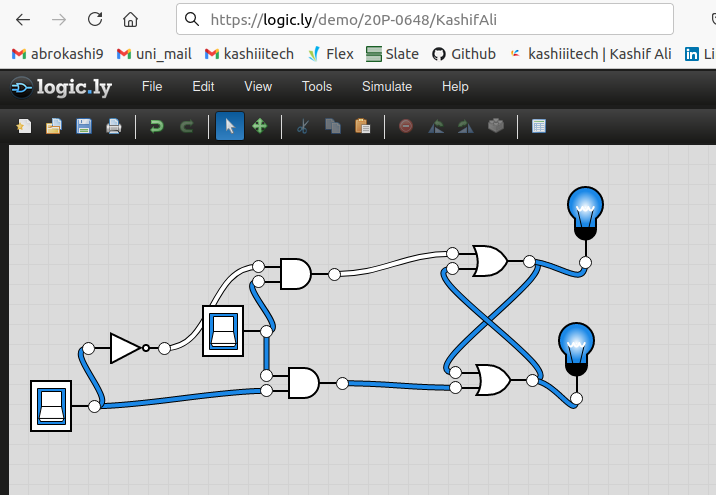 https://logic.ly/demo/20P-0648/KashifAli
abrokashi9 uni_mail kashiiitech Flex Slate Github kashiiitech | Kashif Ali Lin
logic.ly File Edit View Tools Simulate Help